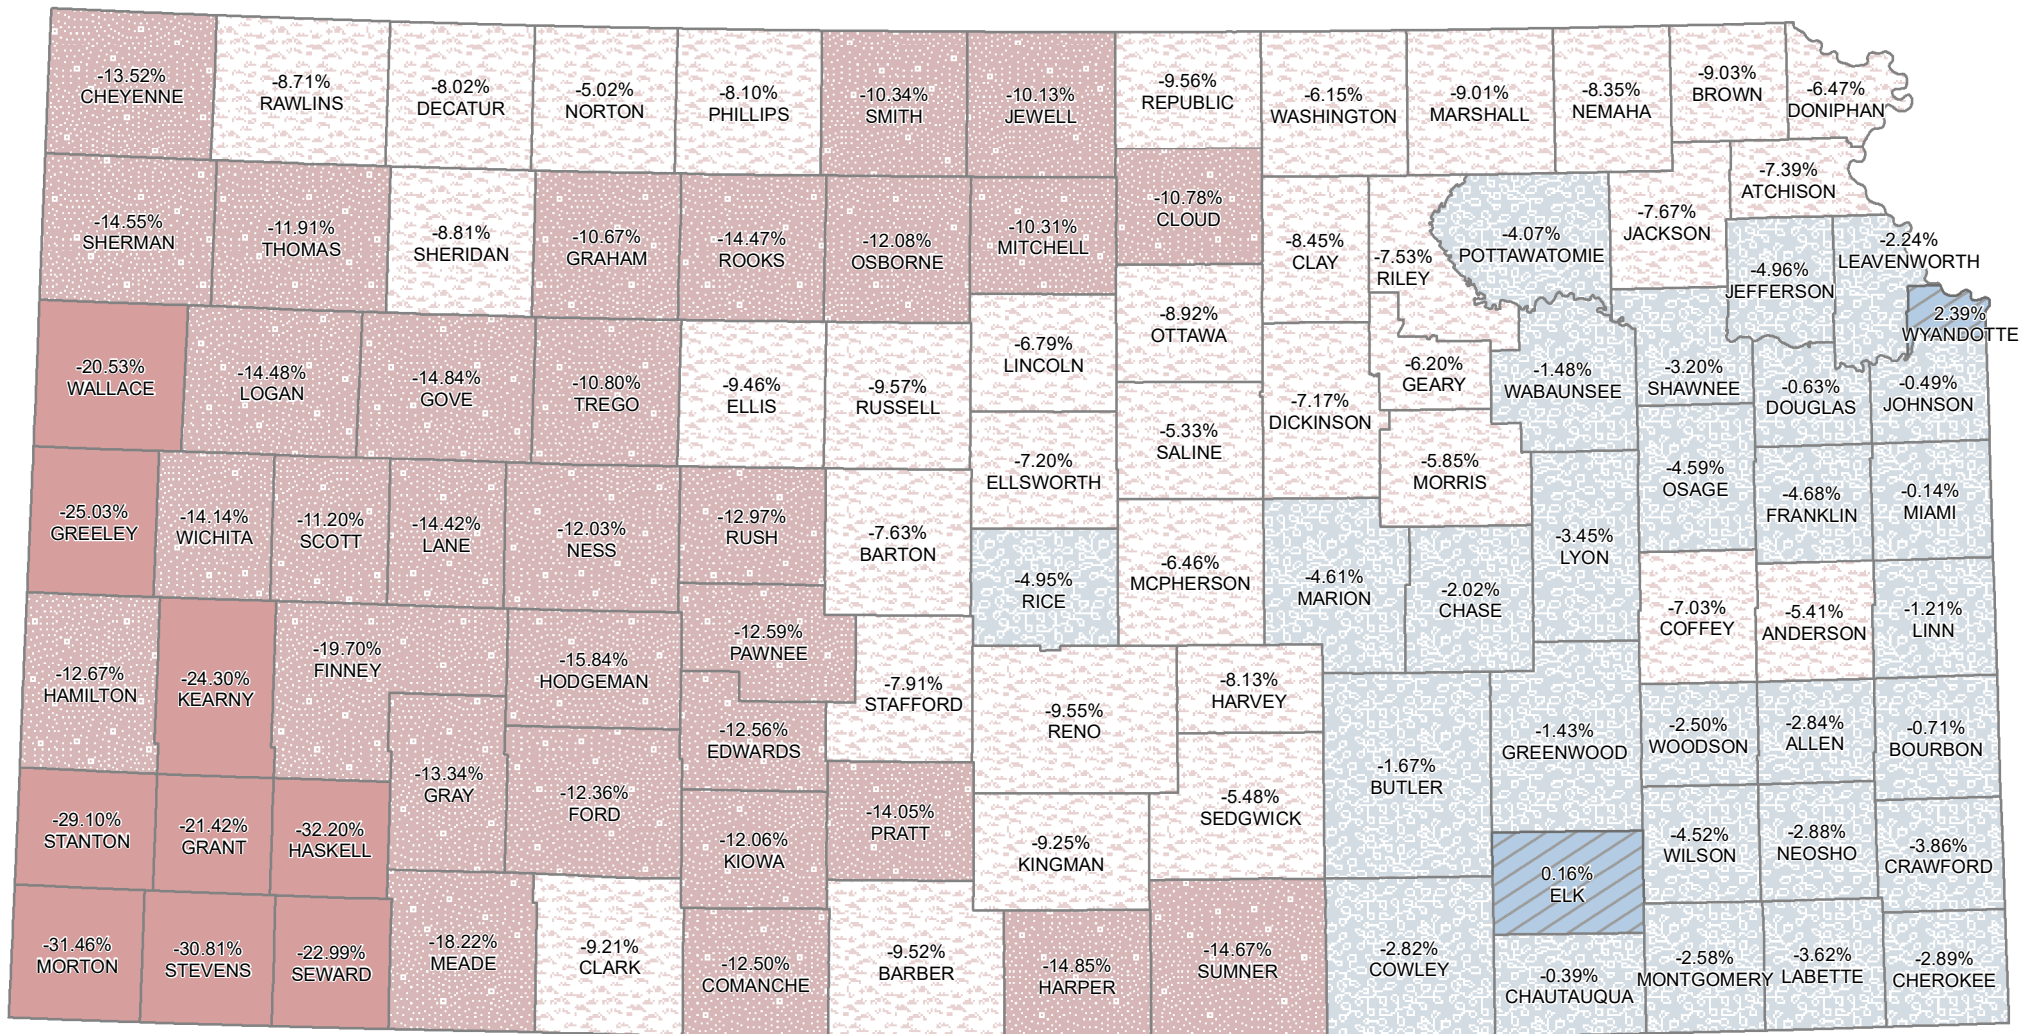 -13.52%
CHEYENNE
-8.71%
RAWLINS
-8.02%
DECATUR
-5.02%
NORTON
-8.10%
PHILLIPS
-10.34%
SMITH
-10.13%
JEWELL
-9.56%
REPUBLIC
-6.15%
WASHINGTON
-9.01%
MARSHALL
-8.35%
NEMAHA
-9.03%
BROWN
-6.47%
DONIPHAN
-14.55%
SHERMAN
-11.91%
THOMAS
-8.81%
SHERIDAN
-10.67%
GRAHAM
-14.47%
ROOKS
-12.08%
OSBORNE
-10.31%
MITCHELL
-10.78%
CLOUD
-8.45%
CLAY
-7.53%
RILEY
-4.07%
POTTAWATOMIE
-7.67%
JACKSON
-7.39%
ATCHISON
-4.96%
JEFFERSON
-2.24%
LEAVENWORTH
2.39%
WYANDOTTE
-20.53%
WALLACE
-14.48%
LOGAN
-14.84%
GOVE
-10.80%
TREGO
-9.46%
ELLIS
-9.57%
RUSSELL
-6.79%
LINCOLN
-8.92%
OTTAWA
-7.17%
DICKINSON
-6.20%
GEARY
-1.48%
WABAUNSEE
-3.20%
SHAWNEE
-0.63%
DOUGLAS
-0.49%
JOHNSON
-7.20%
ELLSWORTH
-5.33%
SALINE
-5.85%
MORRIS
-4.59%
OSAGE
-4.68%
FRANKLIN
-0.14%
MIAMI
-25.03%
GREELEY
-14.14%
WICHITA
-11.20%
SCOTT
-14.42%
LANE
-12.03%
NESS
-12.97%
RUSH
-7.63%
BARTON
-4.95%
RICE
-6.46%
MCPHERSON
-4.61%
MARION
-2.02%
CHASE
-3.45%
LYON
-7.03%
COFFEY
-5.41%
ANDERSON
-1.21%
LINN
-12.67%
HAMILTON
-24.30%
KEARNY
-19.70%
FINNEY
-15.84%
HODGEMAN
-12.59%
PAWNEE
-7.91%
STAFFORD
-12.56%
EDWARDS
-9.55%
RENO
-8.13%
HARVEY
-1.67%
BUTLER
-1.43%
GREENWOOD
-2.50%
WOODSON
-2.84%
ALLEN
-0.71%
BOURBON
-29.10%
STANTON
-21.42%
GRANT
-32.20%
HASKELL
-13.34%
GRAY
-12.36%
FORD
-12.06%
KIOWA
-14.05%
PRATT
-9.25%
KINGMAN
-5.48%
SEDGWICK
0.16%
ELK
-4.52%
WILSON
-2.88%
NEOSHO
-3.86%
CRAWFORD
-31.46%
MORTON
-30.81%
STEVENS
-22.99%
SEWARD
-18.22%
MEADE
-9.21%
CLARK
-12.50%
COMANCHE
-9.52%
BARBER
-14.85%
HARPER
-14.67%
SUMNER
-2.82%
COWLEY
-0.39%
CHAUTAUQUA
-2.58%
MONTGOMERY
-3.62%
LABETTE
-2.89%
CHEROKEE